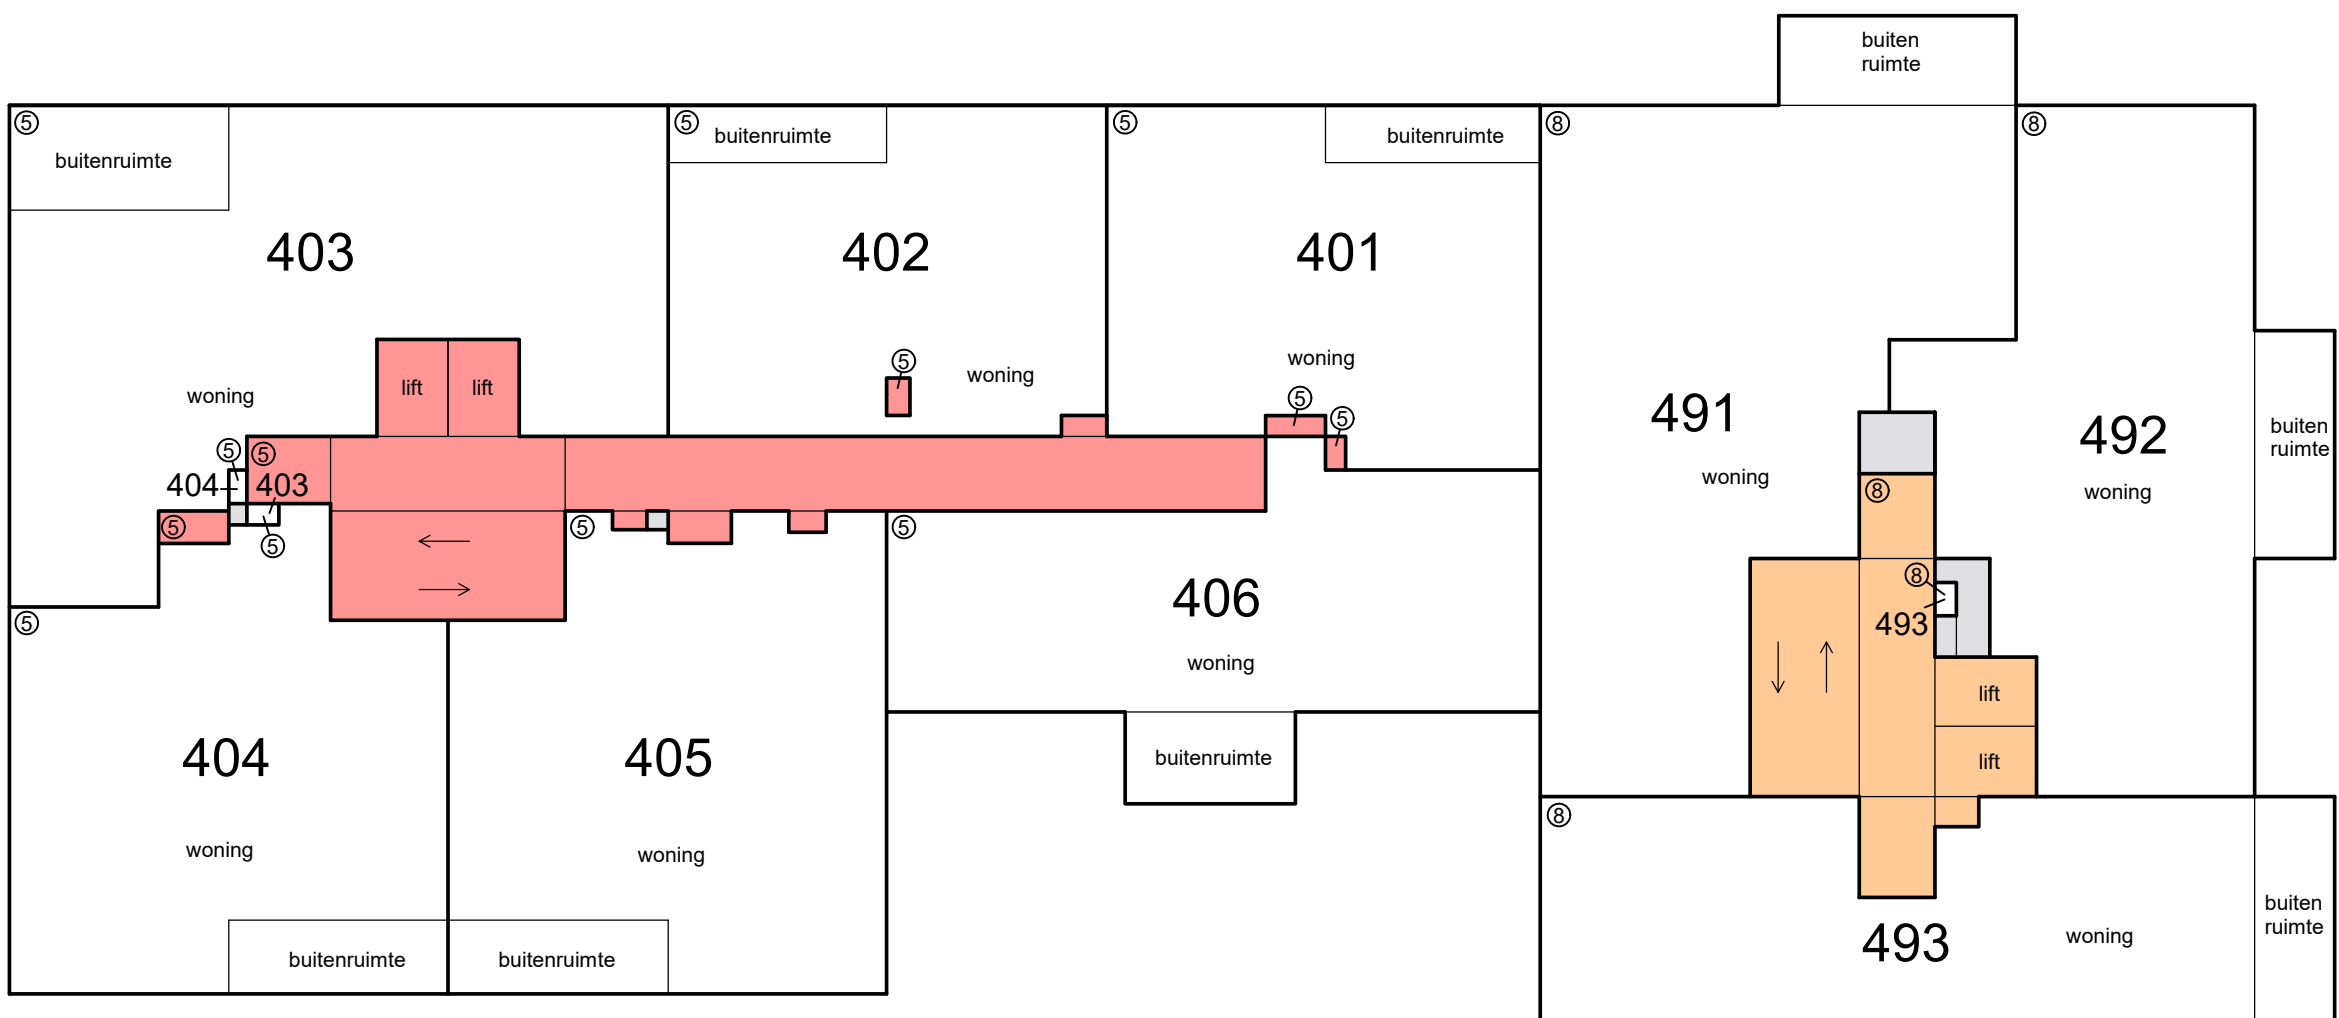 buiten
ruimte
⑤
⑤
⑤
⑧
⑧
buitenruimte
buitenruimte
buitenruimte
403
402
401
woning
⑤
woning
woning
lift
lift
⑤
⑤
491
492
buiten
ruimte
⑤
⑤
404
403
woning
woning
⑧
⑤
⑤
⑤
⑤
⑧
493
406
⑤
woning
lift
404
405
buitenruimte
lift
⑧
woning
woning
buitenruimte
buitenruimte
493
woning
buiten
ruimte